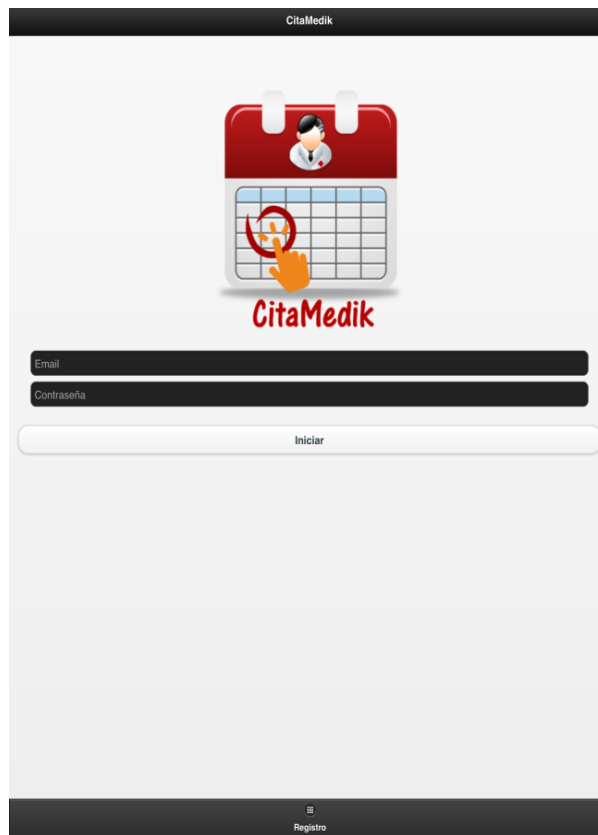 CitaMedik
CitaMedik
Email
Contraseña
Iniciar
Registro